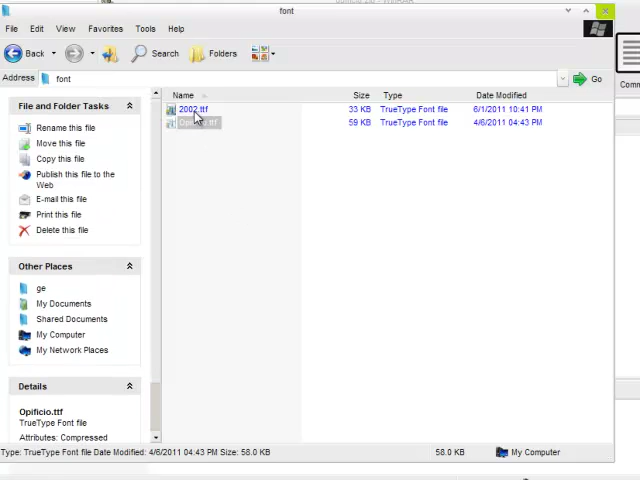 font
File Edit View Favorites Tools Help
Back Search Folders
Address font Go
File and Folder Tasks
Rename this file
Move this file
Copy this file
Publish this file to the
Web
E-mail this file
Print this file
Delete this file
Other Places
ge
My Documents
Shared Documents
My Computer
My Network Places
Details
Opificio.ttf
TrueType Font file
Attributes: Compressed
Name Size Type Date Modified
2002.ttf 33 KB TrueType Font file 6/1/2011 10:41 PM
Opificio.ttf 59 KB TrueType Font file 4/6/2011 04:43 PM
Type: TrueType Font file Date Modified: 4/6/2011 04:43 PM Size: 58.0 KB 58.0 KB My Computer